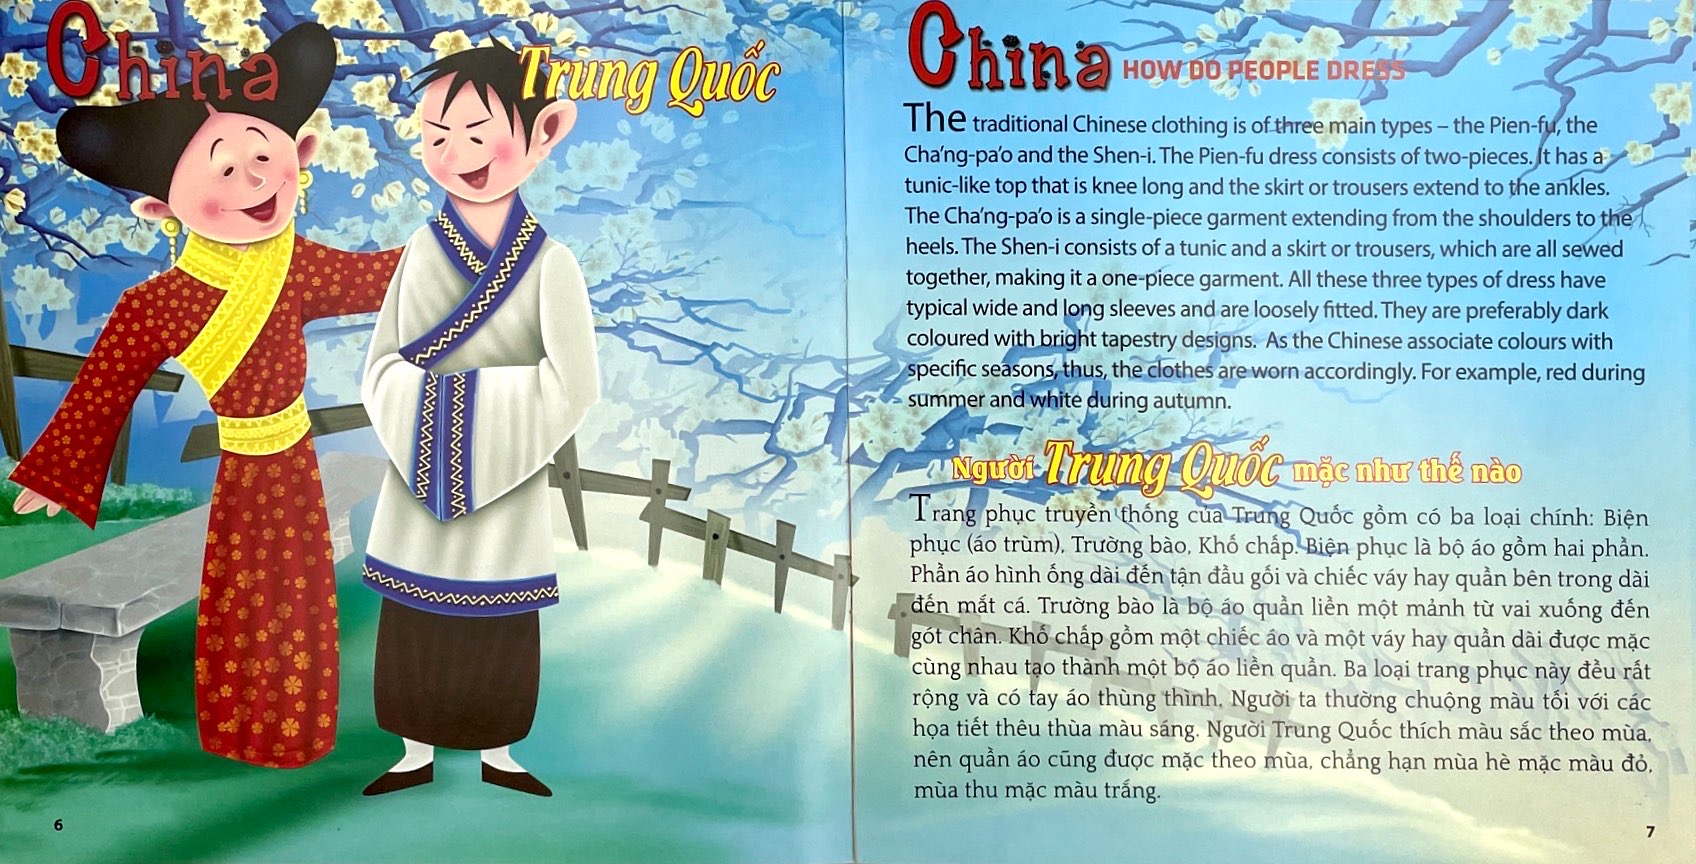 China
Trung Quốc
6
China HOW DO PEOPLE DRESS
The traditional Chinese clothing is of three main types – the Pien-fu, the
Cha'ng-pa'o and the Shen-i. The Pien-fu dress consists of two-pieces. It has a
tunic-like top that is knee long and the skirt or trousers extend to the ankles.
The Cha'ng-pa'o is a single-piece garment extending from the shoulders to the
heels. The Shen-i consists of a tunic and a skirt or trousers, which are all sewed
together, making it a one-piece garment. All these three types of dress have
typical wide and long sleeves and are loosely fitted. They are preferably dark
coloured with bright tapestry designs. As the Chinese associate colours with
specific seasons, thus, the clothes are worn accordingly. For example, red during
summer and white during autumn.
Người Trung Quốc mặc như thế nào
Trang phục truyền thống của Trung Quốc gồm có ba loại chính: Biện
phục (áo trùm), Trường bào, Khố chấp. Biện phục là bộ áo gồm hai phần.
Phần áo hình ống dài đến tận đầu gối và chiếc váy hay quần bên trong dài
đến mắt cá. Trường bào là bộ áo quần liền một mảnh từ vai xuống đến
gót chân. Khố chấp gồm một chiếc áo và một váy hay quần dài được mặc
cùng nhau tạo thành một bộ áo liền quần. Ba loại trang phục này đều rất
rộng và có tay áo thùng thình. Người ta thường chuộng màu tối với các
họa tiết thêu thùa màu sáng. Người Trung Quốc thích màu sắc theo mùa,
nên quần áo cũng được mặc theo mùa, chẳng hạn mùa hè mặc màu đỏ,
mùa thu mặc màu trắng.
7